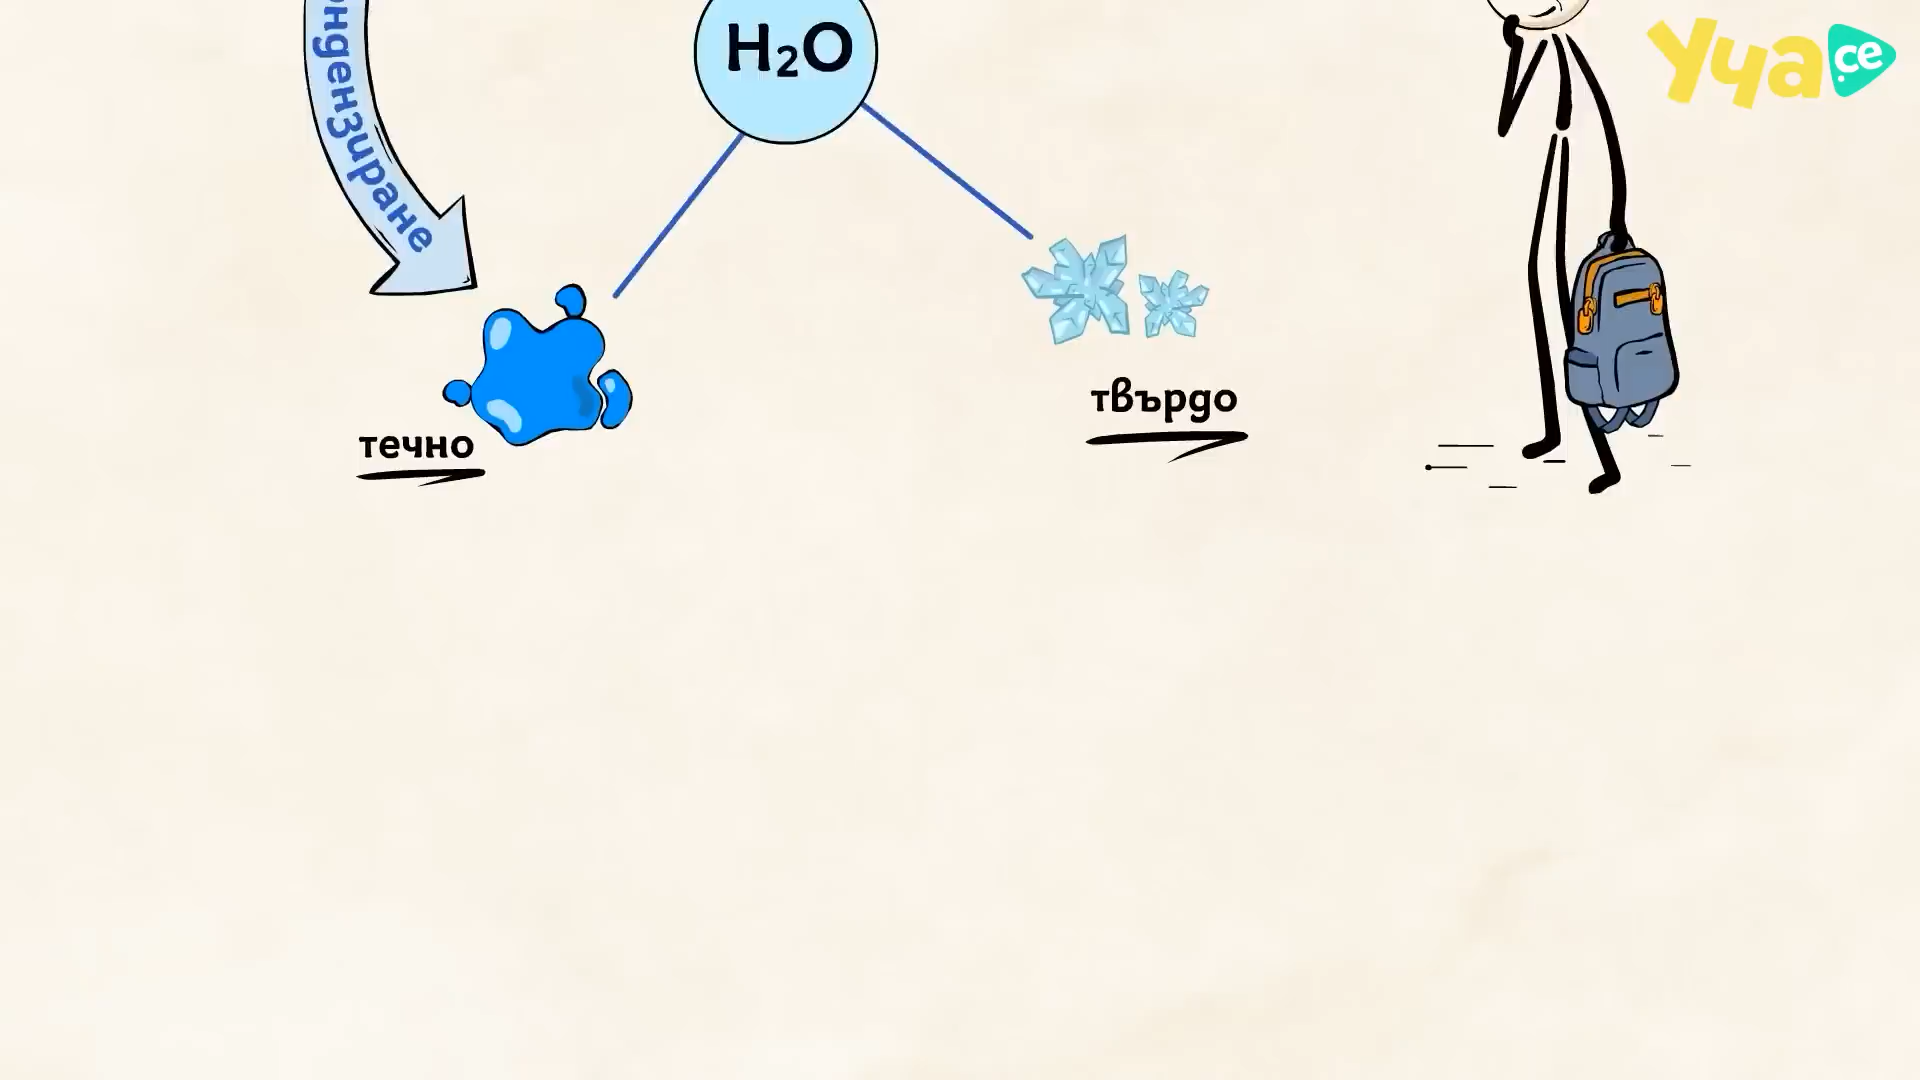 H₂O
Уча
.се
ндензиране
твърдо
течно